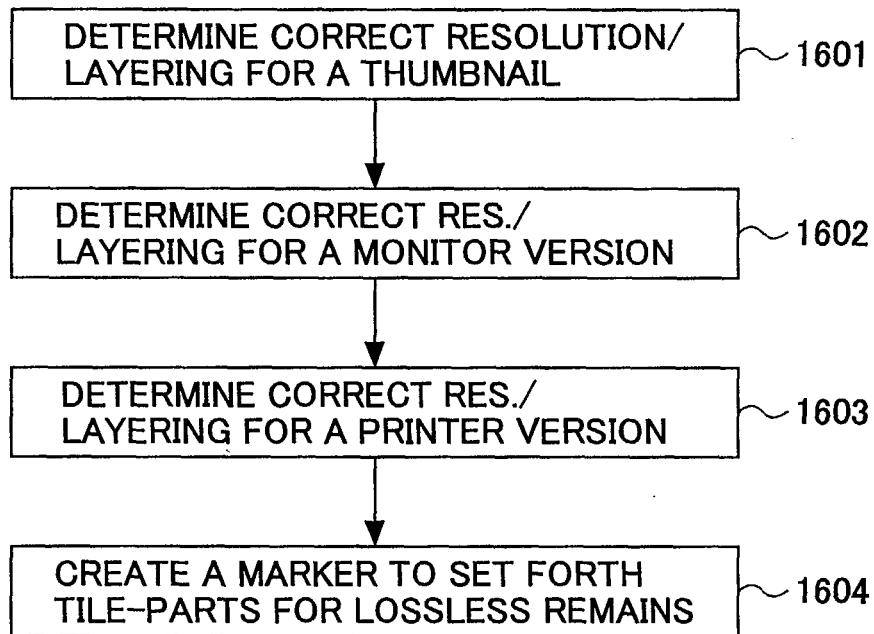 DETERMINE CORRECT RESOLUTION/
LAYERING FOR A THUMBNAIL
1601
DETERMINE CORRECT RES./
LAYERING FOR A MONITOR VERSION
1602
DETERMINE CORRECT RES./
LAYERING FOR A PRINTER VERSION
1603
CREATE A MARKER TO SET FORTH
TILE-PARTS FOR LOSSLESS REMAINS
1604